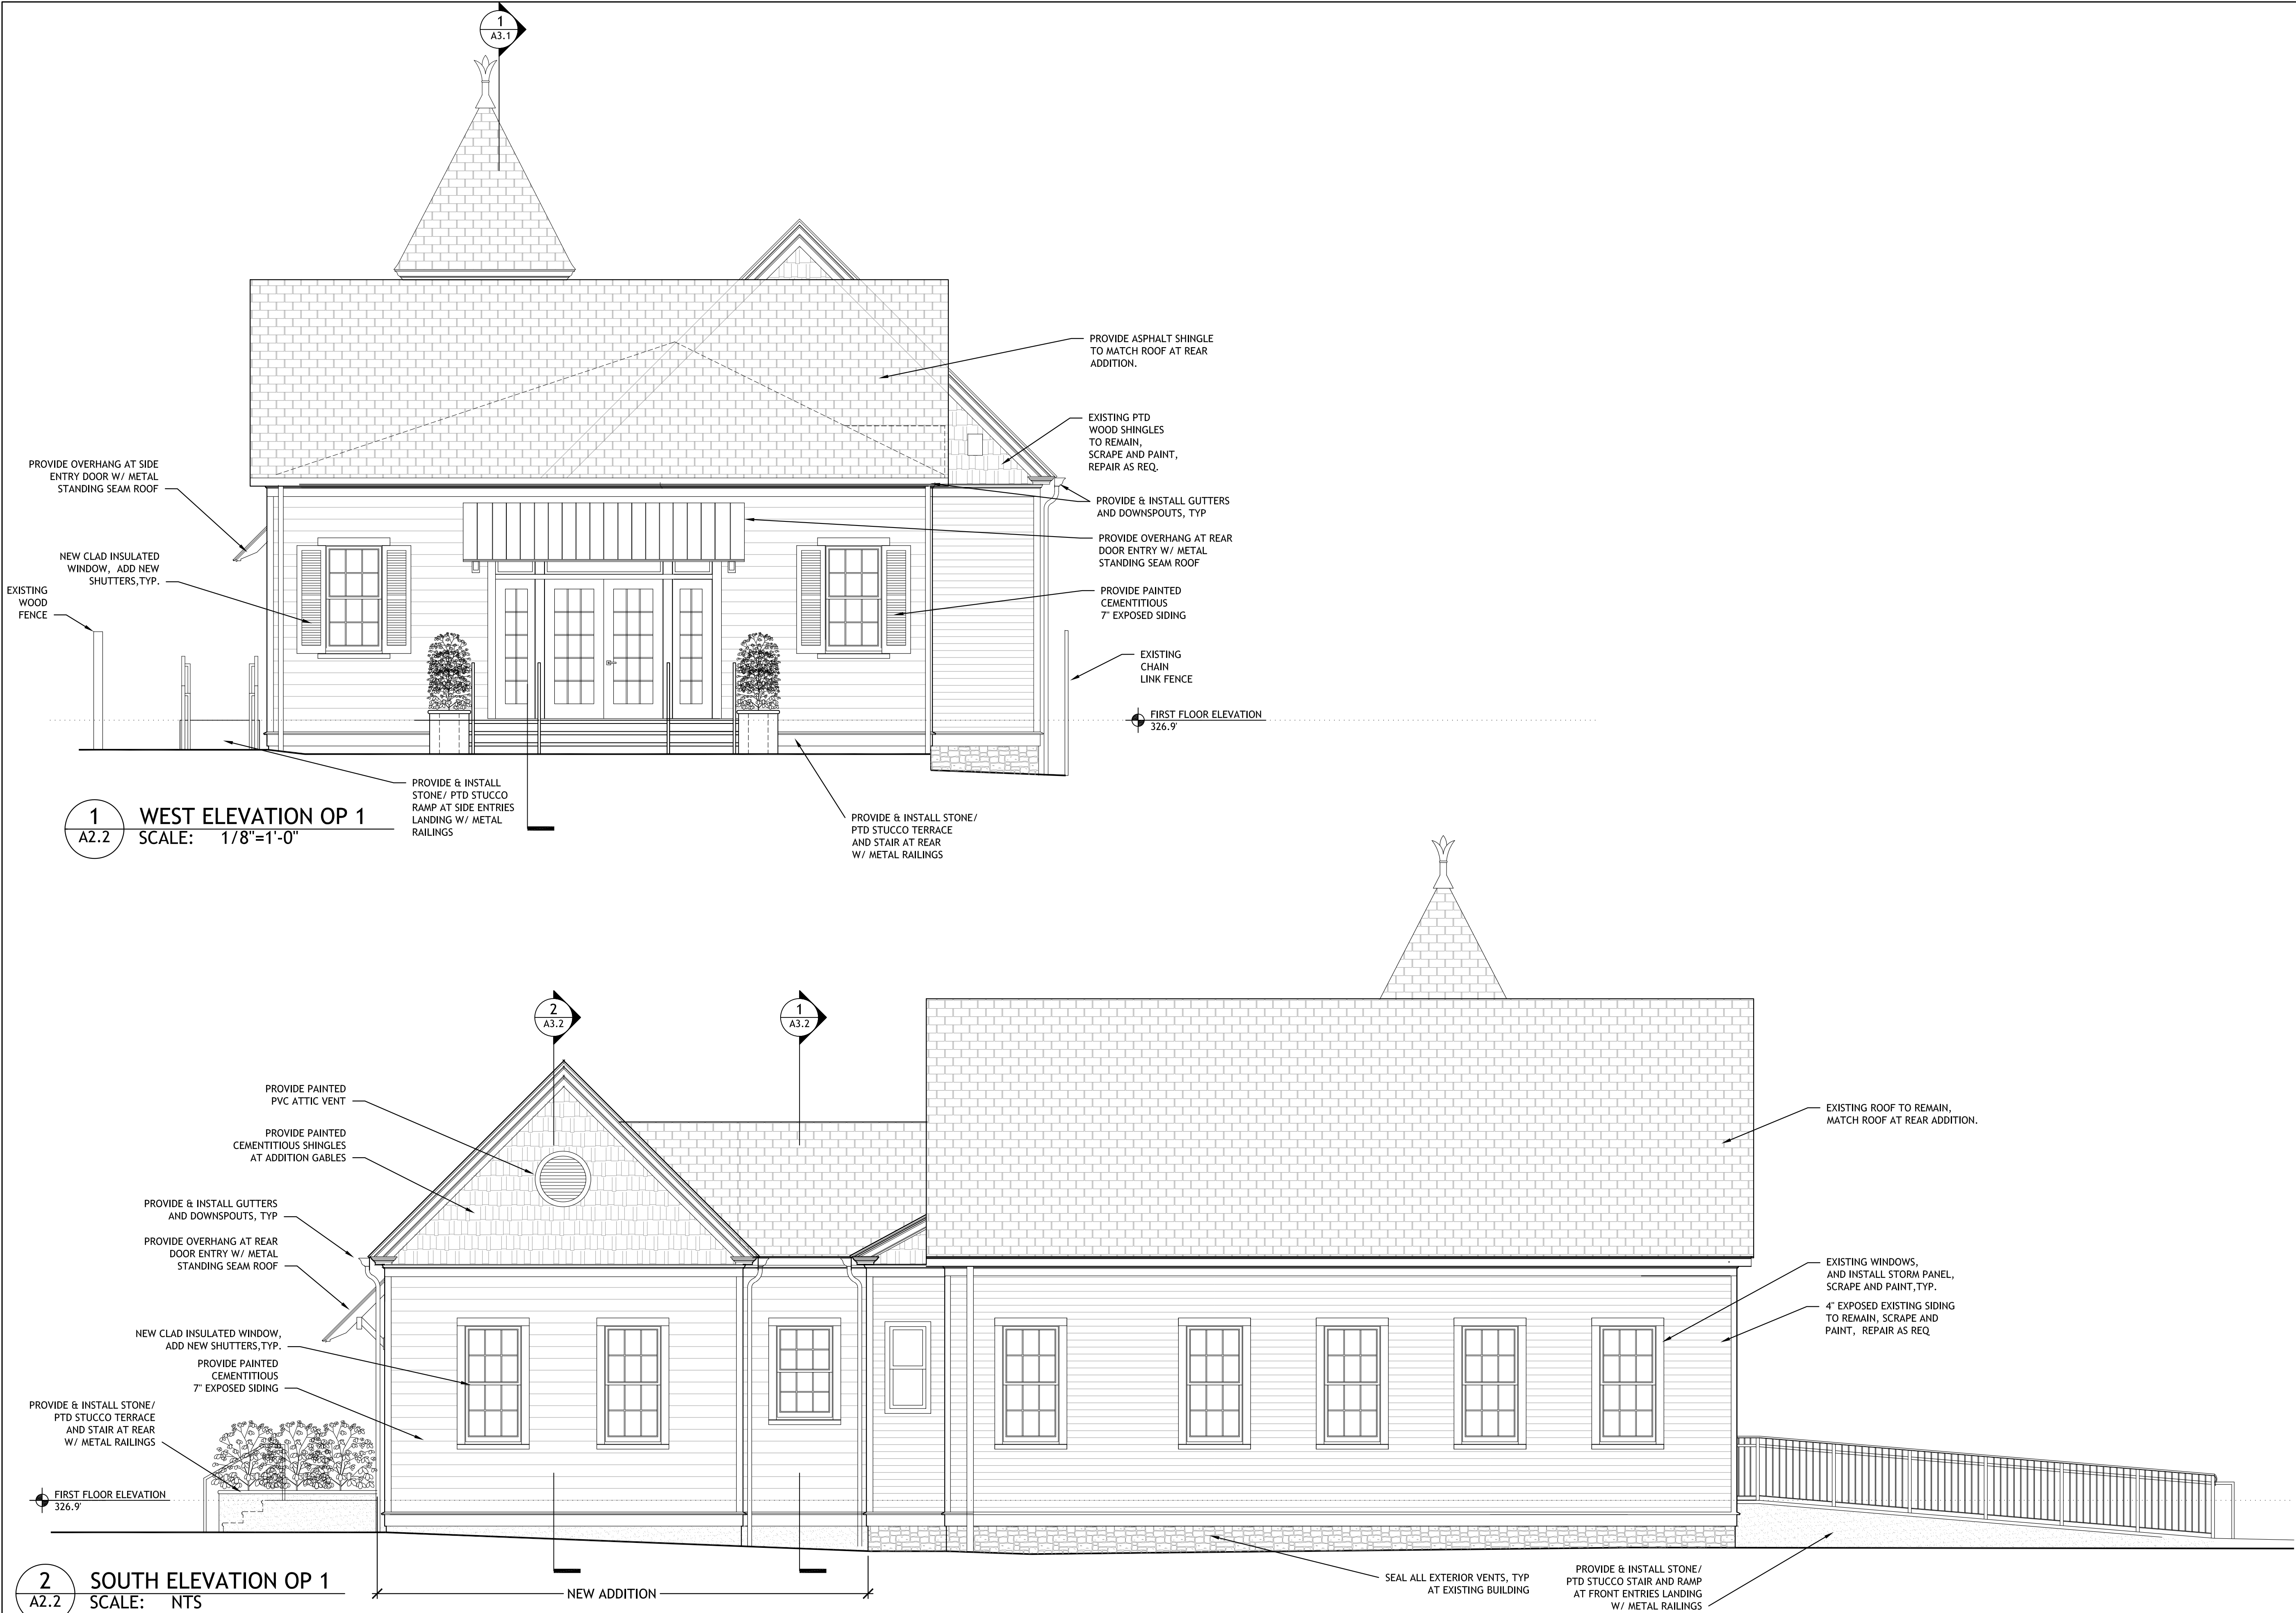 1
A3.1
PROVIDE ASPHALT SHINGLE
TO MATCH ROOF AT REAR
ADDITION.
EXISTING PTD
WOOD SHINGLES
TO REMAIN,
SCRAPE AND PAINT,
REPAIR AS REQ.
PROVIDE OVERHANG AT SIDE
ENTRY DOOR W/ METAL
STANDING SEAM ROOF
PROVIDE & INSTALL GUTTERS
AND DOWNSPOUTS, TYP
PROVIDE OVERHANG AT REAR
DOOR ENTRY W/ METAL
STANDING SEAM ROOF
NEW CLAD INSULATED
WINDOW, ADD NEW
SHUTTERS,TYP.
EXISTING
WOOD
FENCE
PROVIDE PAINTED
CEMENTITIOUS
7" EXPOSED SIDING
EXISTING
CHAIN
LINK FENCE
FIRST FLOOR ELEVATION
326.9'
PROVIDE & INSTALL
STONE/ PTD STUCCO
RAMP AT SIDE ENTRIES
LANDING W/ METAL
RAILINGS
PROVIDE & INSTALL STONE/
PTD STUCCO TERRACE
AND STAIR AT REAR
W/ METAL RAILINGS
1
A2.2
WEST ELEVATION OP 1
SCALE: 1/8"=1'-0"
2
A3.2
1
A3.2
PROVIDE PAINTED
PVC ATTIC VENT
PROVIDE PAINTED
CEMENTITIOUS SHINGLES
AT ADDITION GABLES
PROVIDE & INSTALL GUTTERS
AND DOWNSPOUTS, TYP
PROVIDE OVERHANG AT REAR
DOOR ENTRY W/ METAL
STANDING SEAM ROOF
NEW CLAD INSULATED WINDOW,
ADD NEW SHUTTERS,TYP.
PROVIDE PAINTED
CEMENTITIOUS
7" EXPOSED SIDING
PROVIDE & INSTALL STONE/
PTD STUCCO TERRACE
AND STAIR AT REAR
W/ METAL RAILINGS
FIRST FLOOR ELEVATION
326.9'
EXISTING ROOF TO REMAIN,
MATCH ROOF AT REAR ADDITION.
EXISTING WINDOWS,
AND INSTALL STORM PANEL,
SCRAPE AND PAINT,TYP.
4" EXPOSED EXISTING SIDING
TO REMAIN, SCRAPE AND
PAINT, REPAIR AS REQ
SEAL ALL EXTERIOR VENTS, TYP
AT EXISTING BUILDING
PROVIDE & INSTALL STONE/
PTD STUCCO STAIR AND RAMP
AT FRONT ENTRIES LANDING
W/ METAL RAILINGS
NEW ADDITION
2
A2.2
SOUTH ELEVATION OP 1
SCALE: NTS